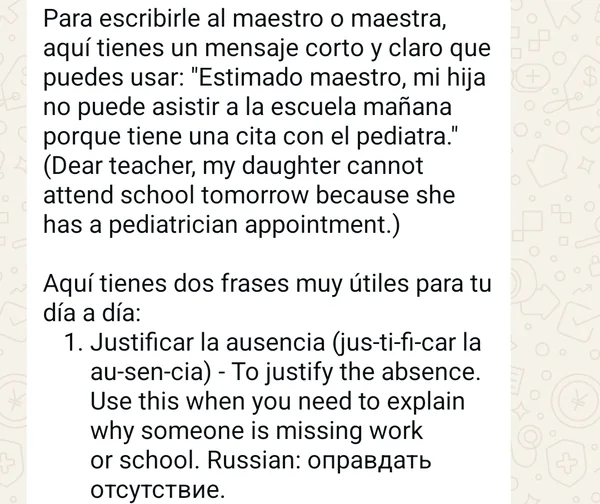 Para escribirle al maestro o maestra,
aquí tienes un mensaje corto y claro que
puedes usar: "Estimado maestro, mi hija
no puede asistir a la escuela mañana
porque tiene una cita con el pediatra."
(Dear teacher, my daughter cannot
attend school tomorrow because she
has a pediatrician appointment.)
Aquí tienes dos frases muy útiles para tu
día a día:
1. Justificar la ausencia (jus-ti-fi-car la
au-sen-cia) - To justify the absence.
Use this when you need to explain
why someone is missing work
or school. Russian: оправдать
отсутствие.